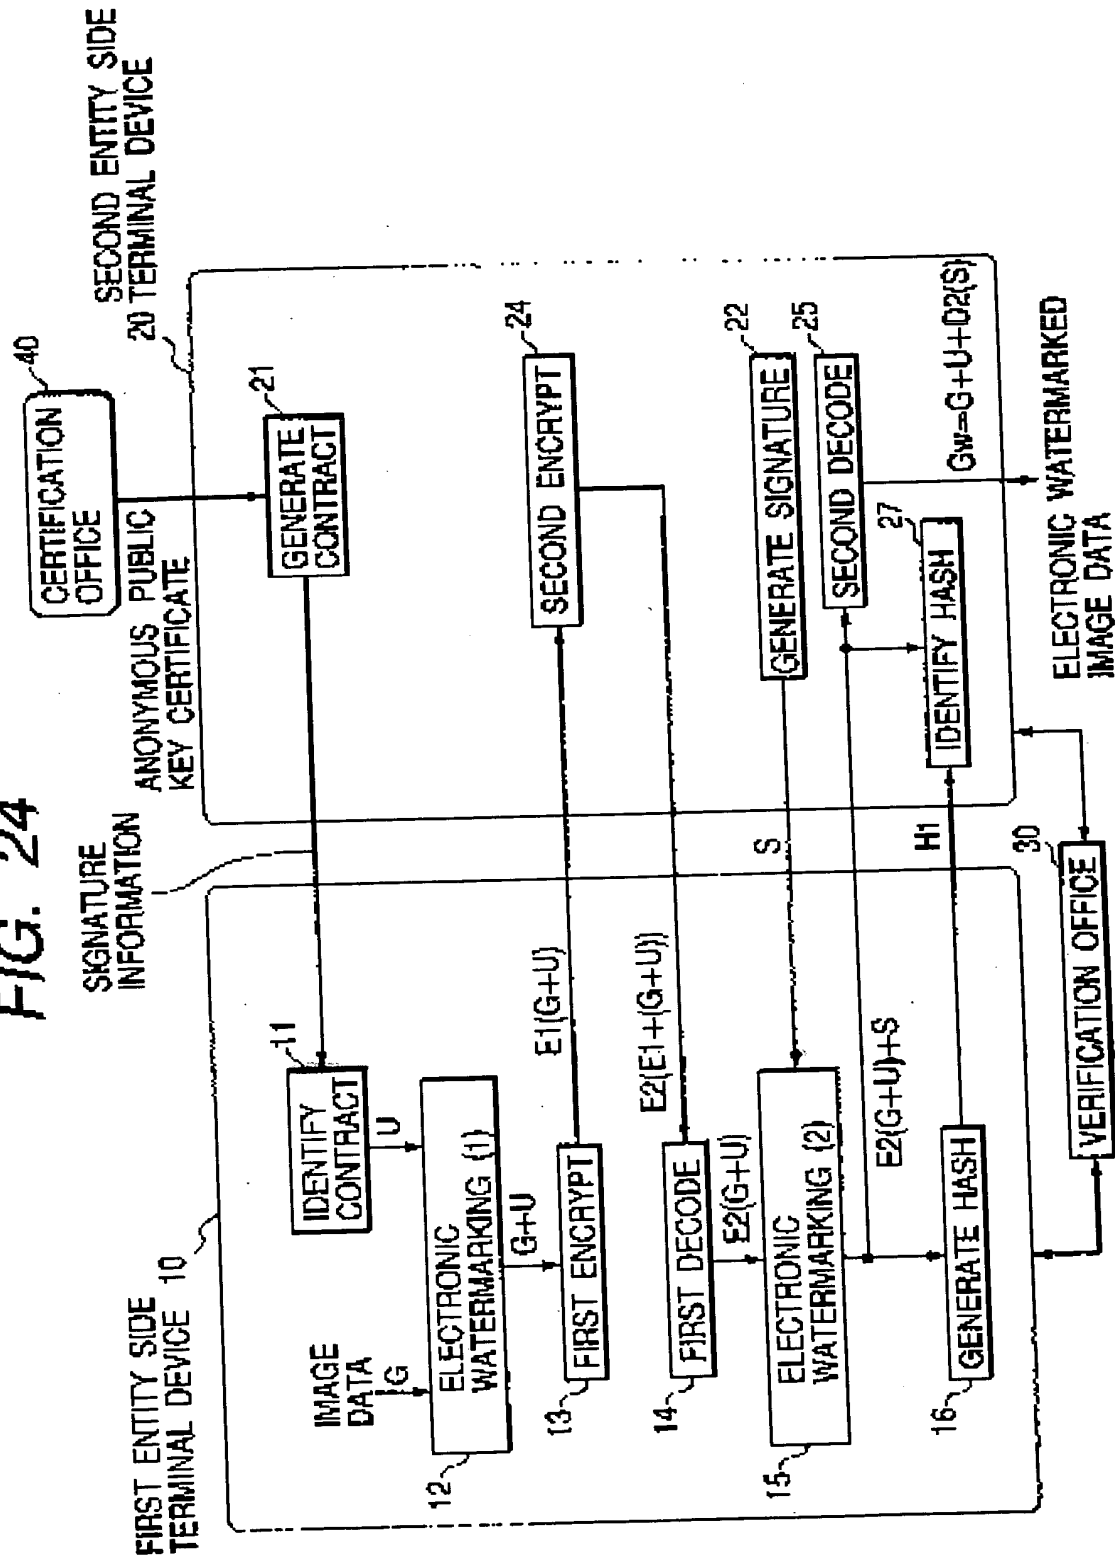 FIG. 24
CERTIFICATION
OFFICE
40
SECOND ENTITY SIDE
20 TERMINAL DEVICE
SIGNATURE
INFORMATION
ANONYMOUS PUBLIC
KEY CERTIFICATE
FIRST ENTITY SIDE
TERMINAL DEVICE 10
GENERATE
CONTRACT
21
IDENTIFY
CONTRACT
11
U
IMAGE
DATA
G
ELECTRONIC
WATERMARKING (1)
12
G+U
FIRST ENCRYPT
13
E1(G+U)
SECOND ENCRYPT
24
E2(E1+(G+U))
FIRST DECODE
14
E2(G+U)
ELECTRONIC
WATERMARKING (2)
15
S
GENERATE SIGNATURE
22
SECOND DECODE
25
E2(G+U)+S
GENERATE HASH
16
H1
IDENTIFY HASH
27
Gw=G+U+D2(S)
VERIFICATION OFFICE
30
ELECTRONIC WATERMARKED
IMAGE DATA